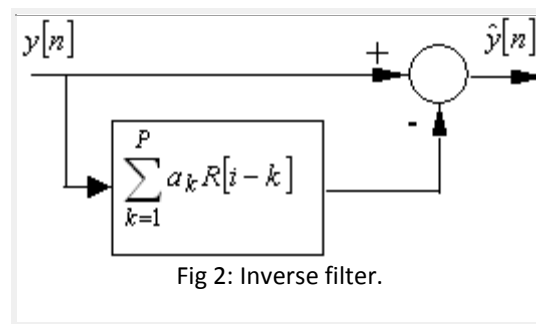 y[n]
+
ŷ[n]
-
P
∑ a_k R[i − k]
k=1
Fig 2: Inverse filter.